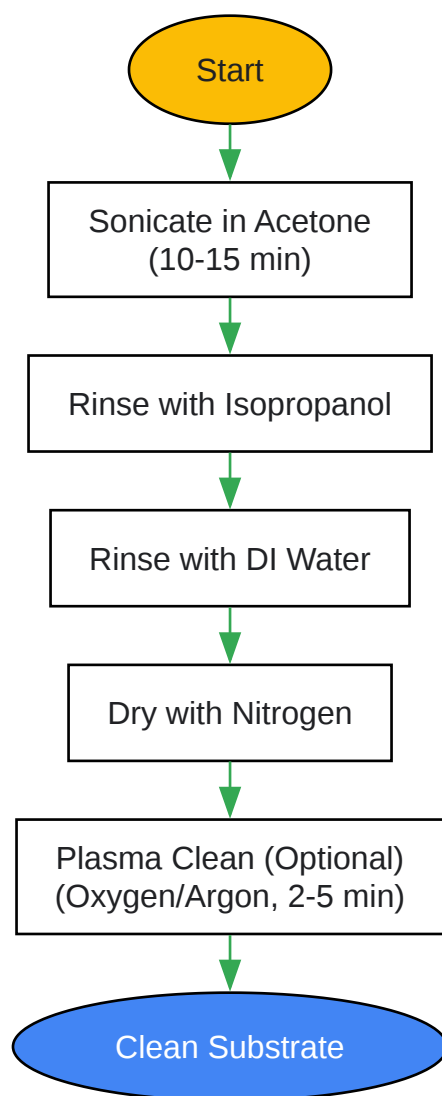 Start
Sonicate in Acetone
(10-15 min)
Rinse with Isopropanol
Rinse with DI Water
Dry with Nitrogen
Plasma Clean (Optional)
(Oxygen/Argon, 2-5 min)
Clean Substrate